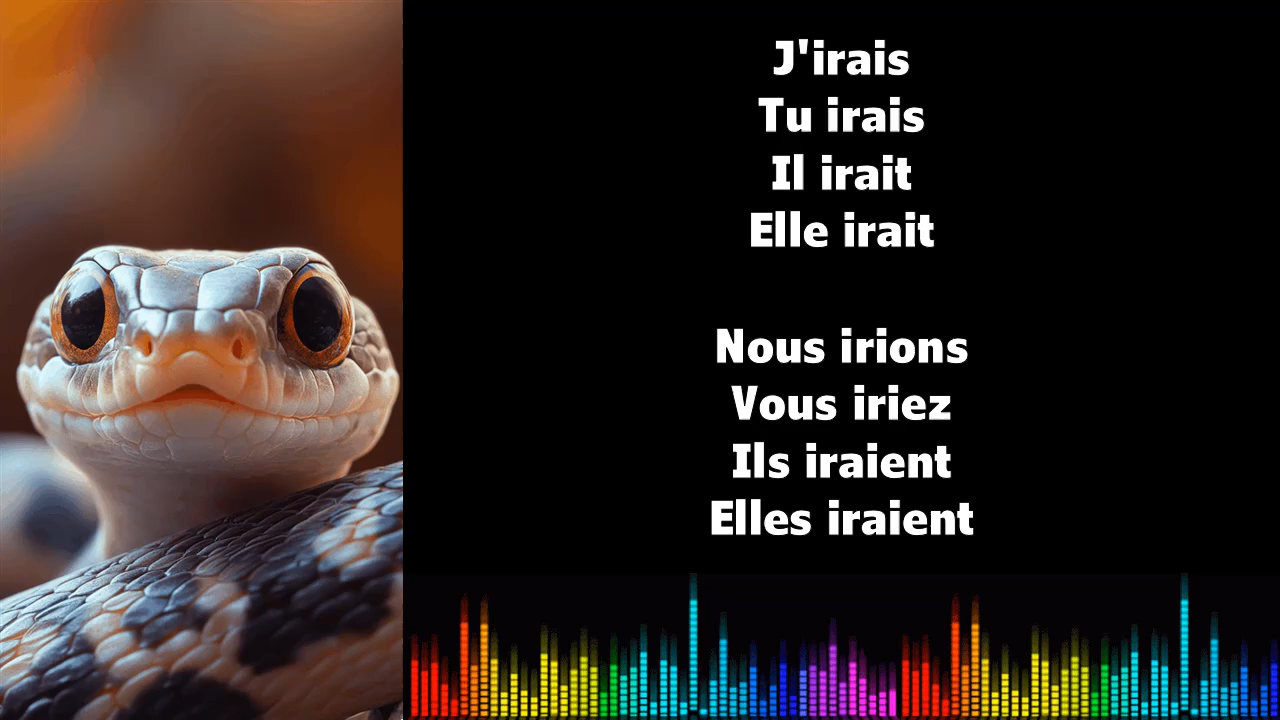 J'irais
Tu irais
Il irait
Elle irait
Nous irions
Vous iriez
Ils iraient
Elles iraient